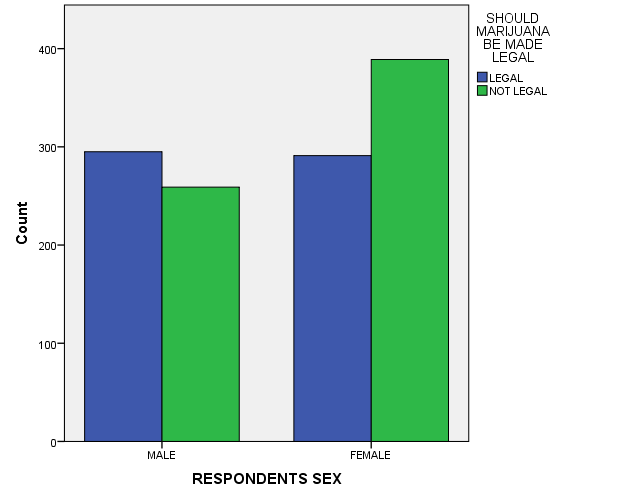 SHOULD
MARIJUANA
BE MADE
LEGAL
LEGAL
NOT LEGAL
Count
400
300
200
100
0
MALE
FEMALE
RESPONDENTS SEX